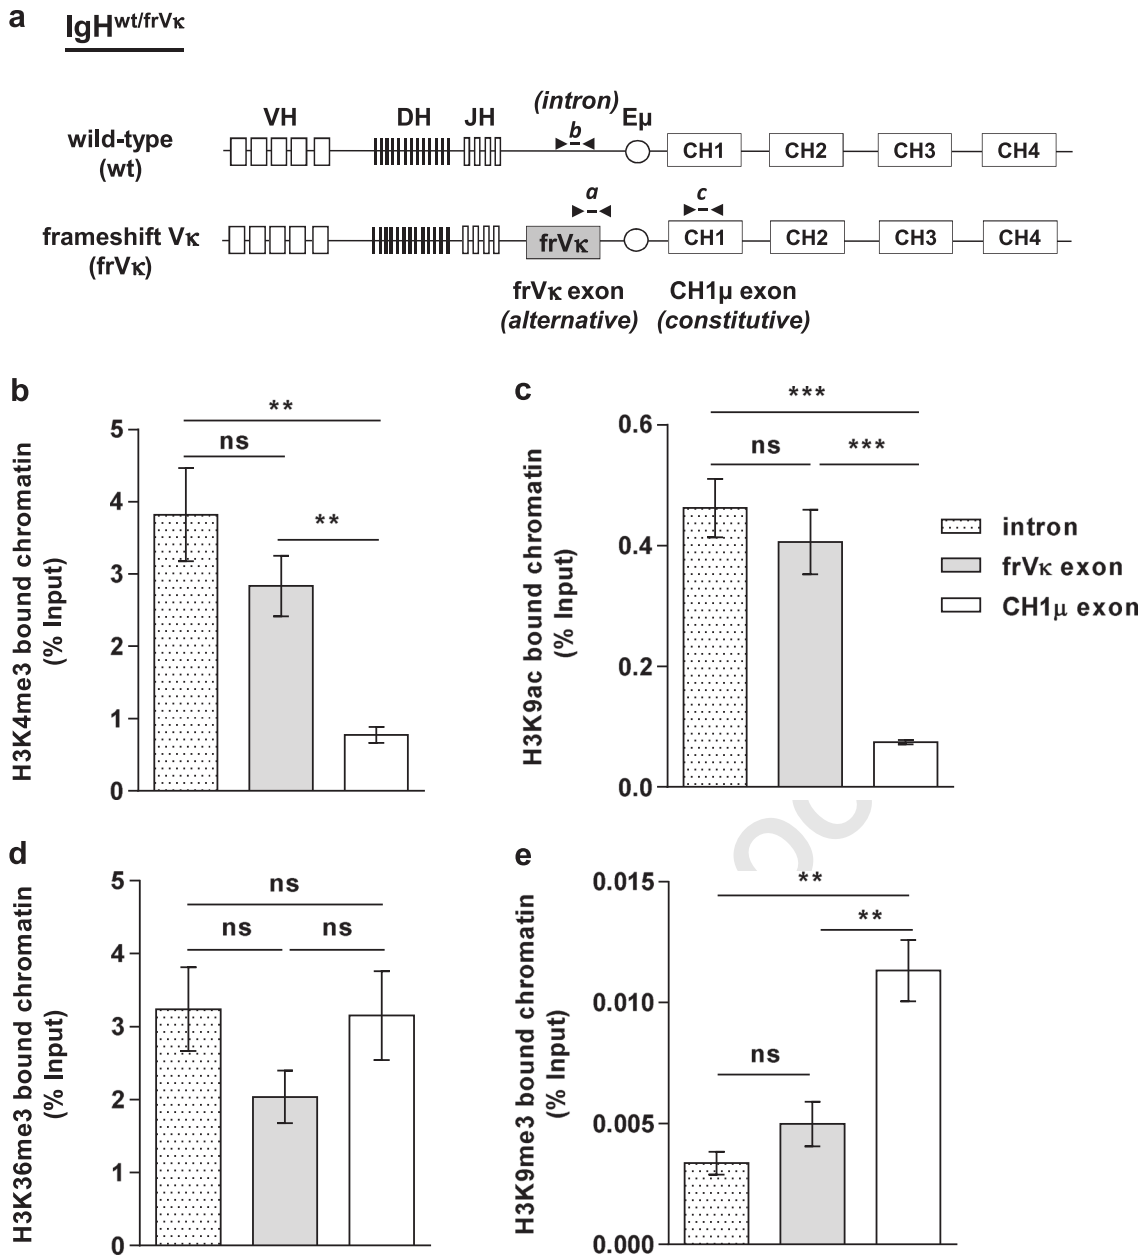 a IgHwt/frVκ
(intron)
VH DH JH b Eμ
wild-type
(wt)
CH1 CH2 CH3 CH4
a c
frameshift Vκ
(frVκ)
frVκ CH1 CH2 CH3 CH4
frVκ exon CH1μ exon
(alternative) (constitutive)
b
H3K4me3 bound chromatin
(% Input)
**
ns
**
5
4
3
2
1
0
c
H3K9ac bound chromatin
(% Input)
***
ns ***
0.6
0.4
0.2
0.0
intron
frVκ exon
CH1μ exon
d
H3K36me3 bound chromatin
(% Input)
ns
ns ns
5
4
3
2
1
0
e
H3K9me3 bound chromatin
(% Input)
**
**
ns
0.015
0.010
0.005
0.000